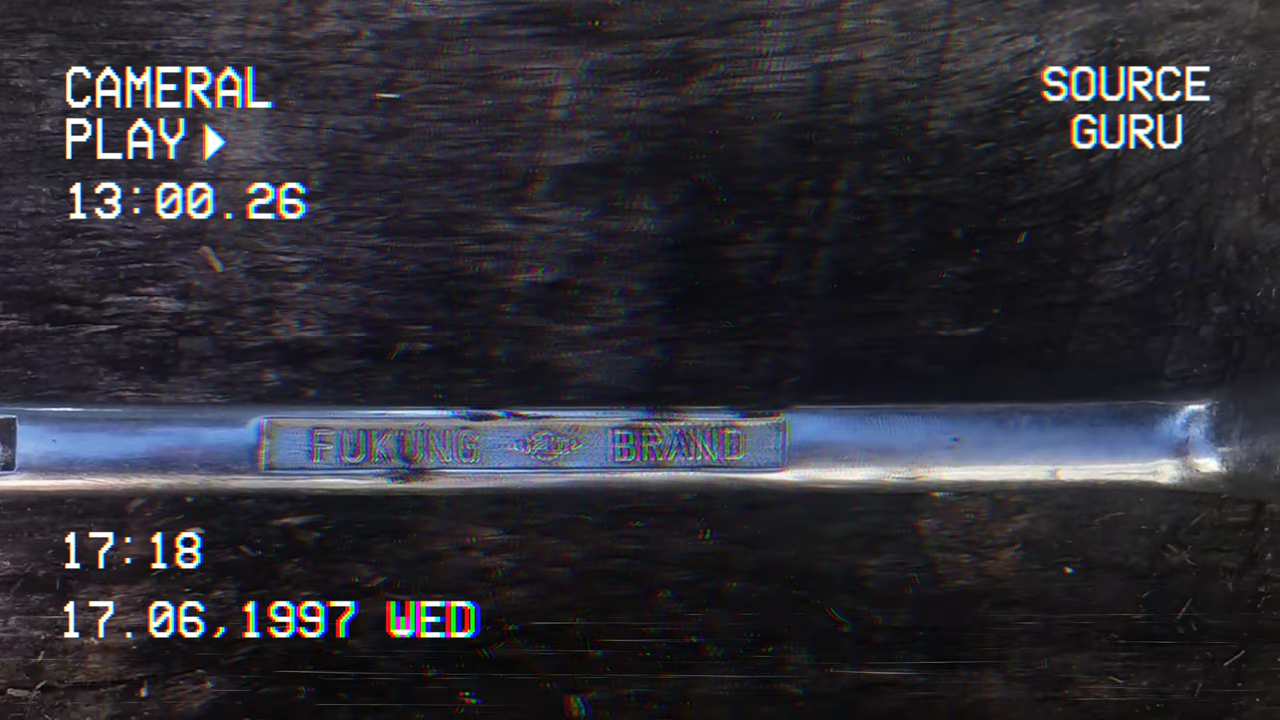 CAMERAL
PLAY
13:00.26
SOURCE
GURU
FUKUNG BRAND
17:18
17.06,1997 WED